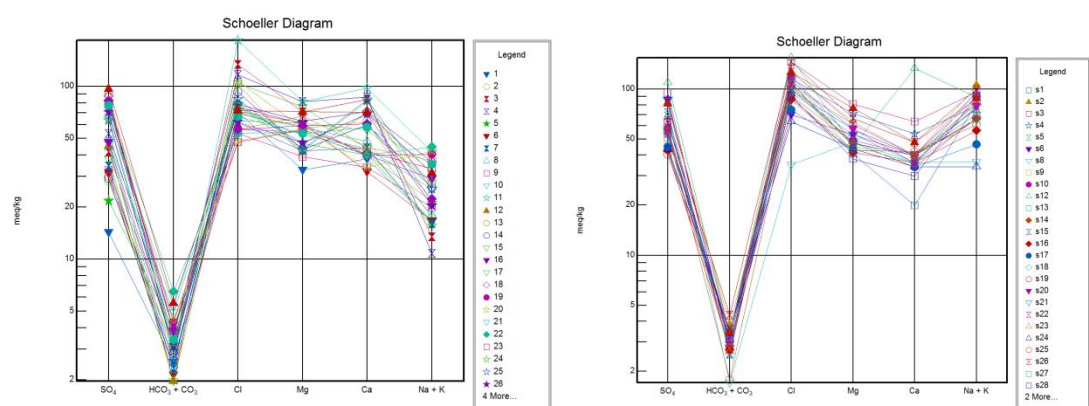 Schoeller Diagram
meq/kg
100
50
20
10
5
2
SO₄ HCO₃ + CO₃ Cl Mg Ca Na + K
Legend
1
2
3
4
5
6
7
8
9
10
11
12
13
14
15
16
17
18
19
20
21
22
23
24
25
26
4 More...
Schoeller Diagram
meq/kg
100
50
20
10
5
2
SO₄ HCO₃ + CO₃ Cl Mg Ca Na + K
Legend
s1
s2
s3
s4
s5
s6
s8
s9
s10
s12
s13
s14
s15
s16
s17
s18
s19
s20
s21
s22
s23
s24
s25
s26
s27
s28
2 More...